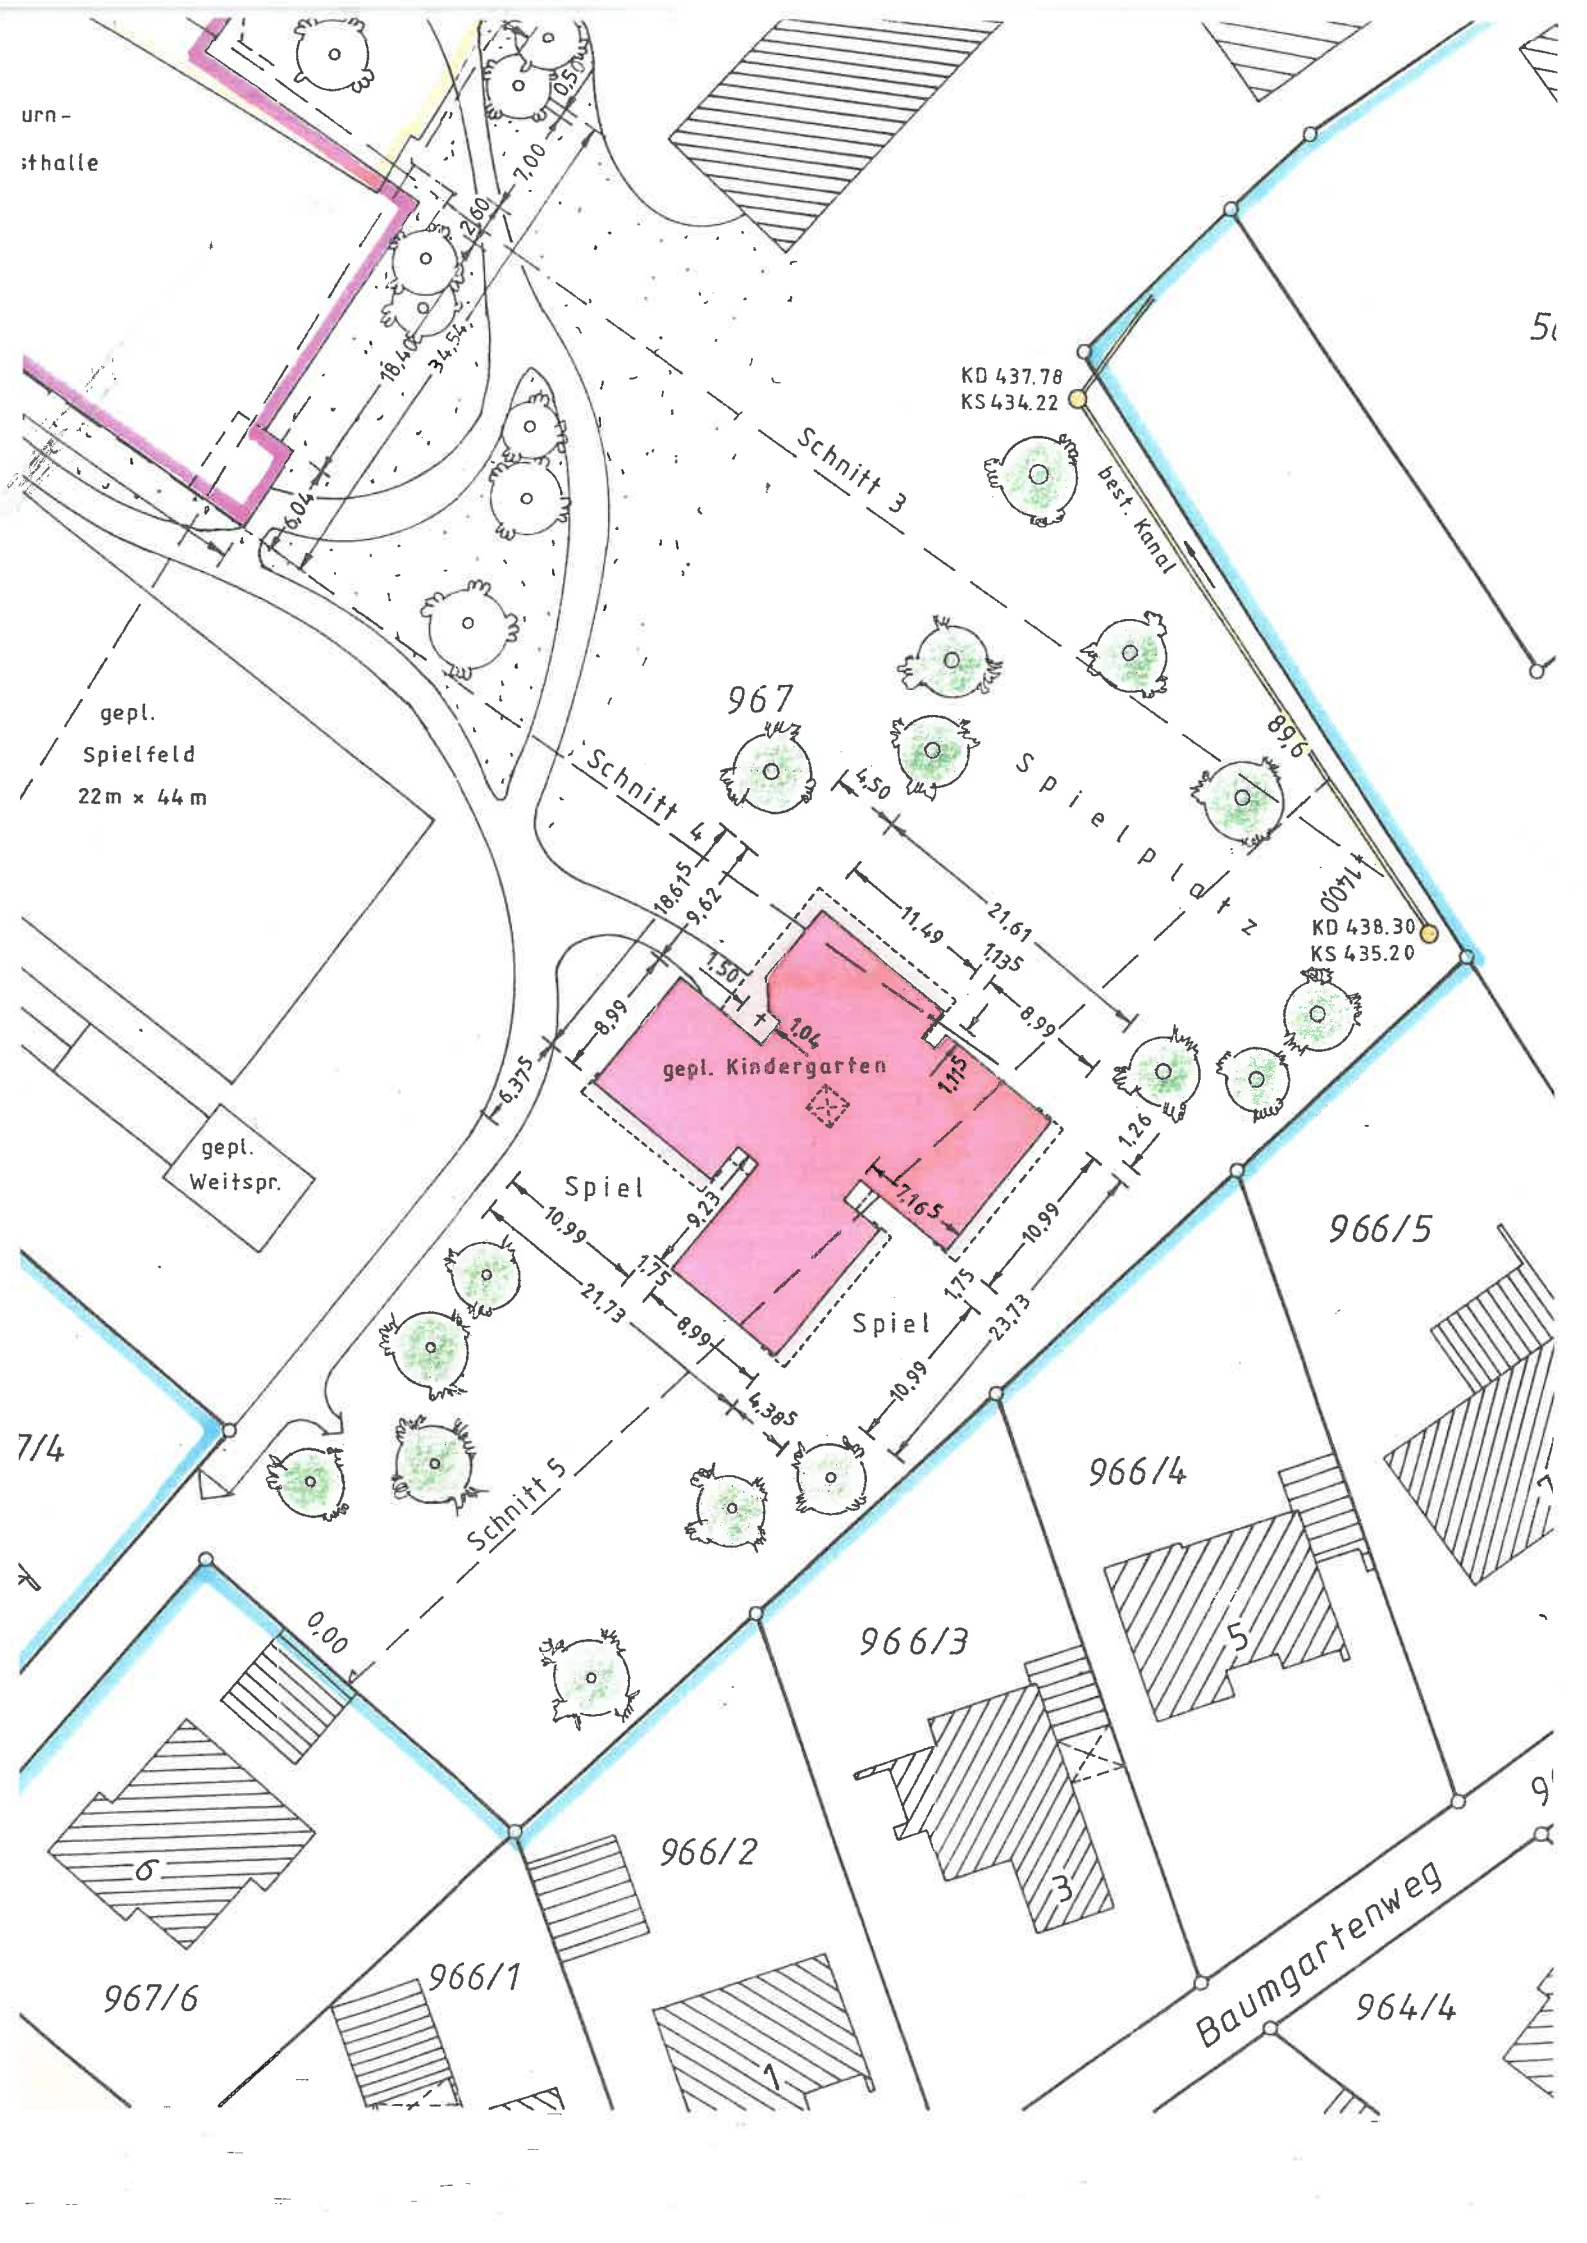 urn-
sthalle
0,50
7,00
2,60
18,40
34,54
6,04
KD 437.78
KS 434.22
Schnitt 3
best. Kanal
gepl.
Spielfeld
22m x 44m
967
Schnitt 4
4,50
Spielplatz
89,6
140,0
KD 438.30
KS 435.20
18.61⁵
9,62
11,49
21,61
1,135
8,99
1,50
1,04
8,99
6,37⁵
gepl. Kindergarten
1,11⁵
1,26
gepl.
Weitspr.
Spiel
10,99
9,23
7,16⁵
10,99
1,75
21,73
8,99
1,75
23,73
Spiel
10,99
4,38⁵
966/5
7/4
Schnitt 5
966/4
0,00
966/3
5
6
966/2
3
967/6
966/1
Baumgartenweg
964/4
1